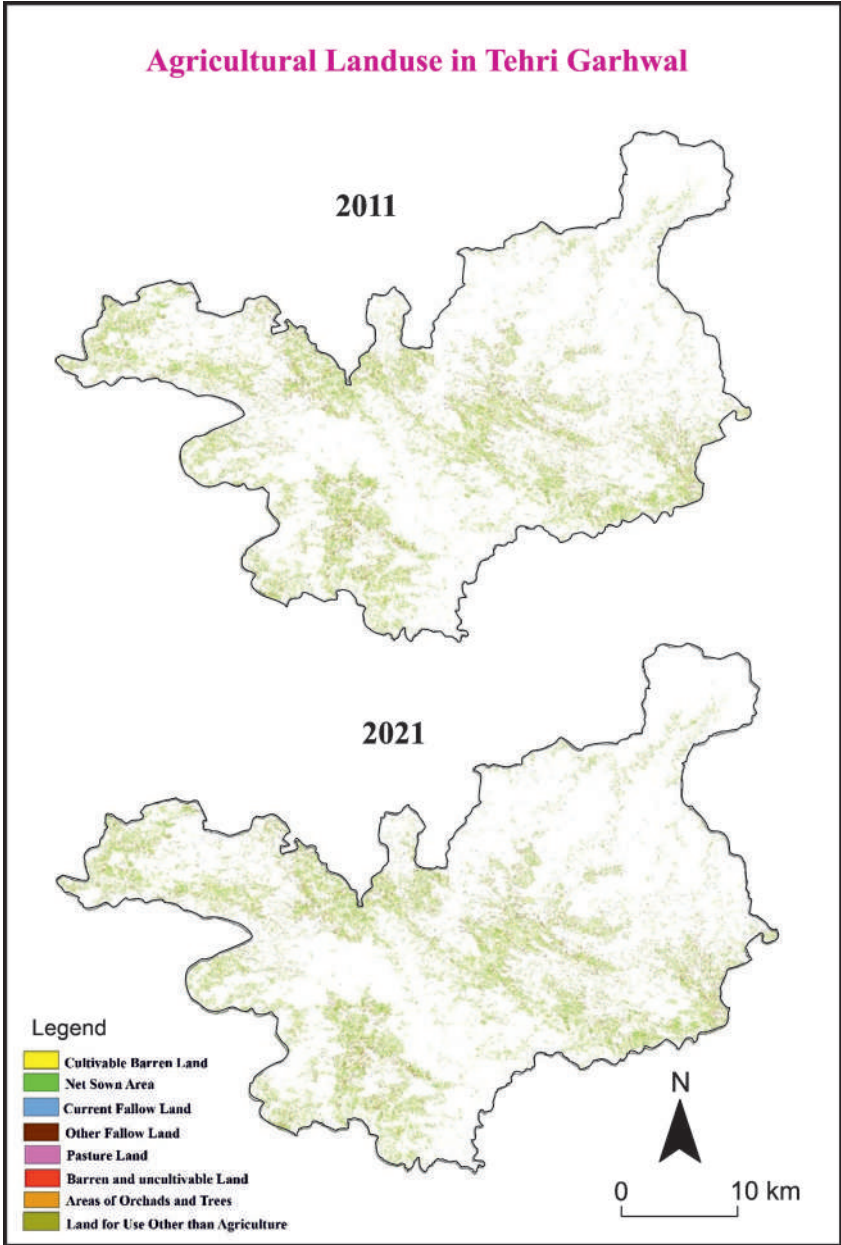 Agricultural Landuse in Tehri Garhwal
2011
2021
Legend
Cultivable Barren Land
Net Sown Area
Current Fallow Land
Other Fallow Land
Pasture Land
Barren and uncultivable Land
Areas of Orchads and Trees
Land for Use Other than Agriculture
N
0 10 km